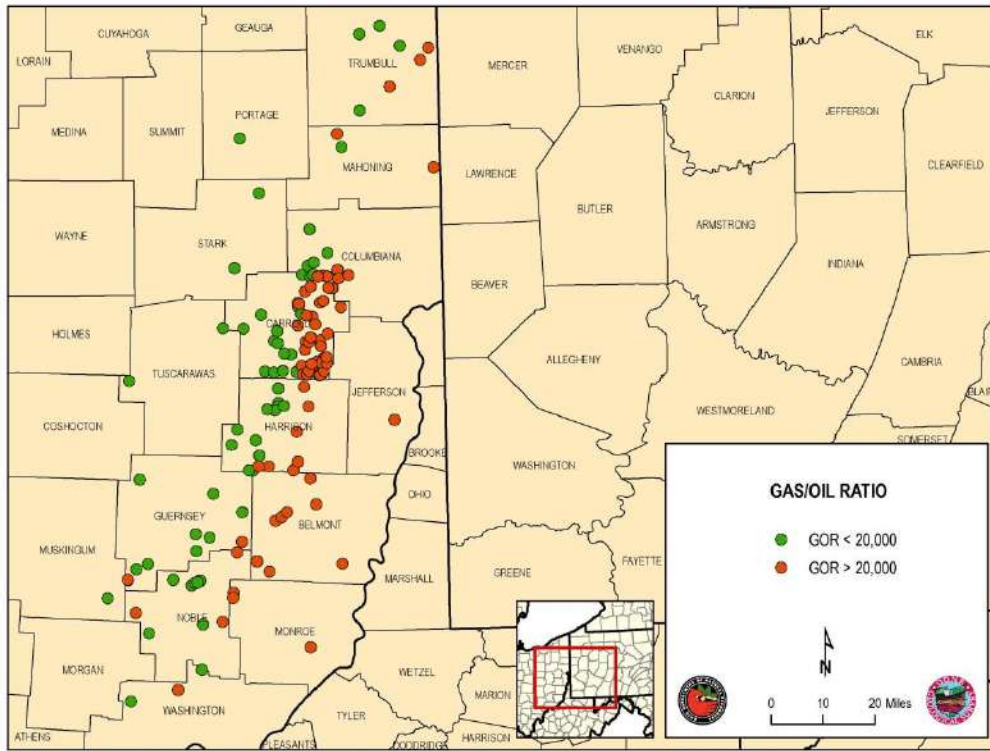 CUYAHOGA
GEAUGA
ELK
LORAIN
TRUMBULL
MERCER
VENANGO
JEFFERSON
CLARION
PORTAGE
MEDINA
SUMMIT
CLEARFIELD
MAHONING
LAWRENCE
BUTLER
WAYNE
STARK
ARMSTRONG
COLUMBIANA
INDIANA
BEAVER
HOLMES
CARRO
ALLEGHENY
CAMBRIA
TUSCARAWAS
JEFFERSON
BLAIR
WESTMORELAND
COSHOCTON
HARRISON
SOMERSET
BROOKE
WASHINGTON
OHIO
GUERNSEY
BELMONT
MUSKINGUM
FAYETTE
GREENE
MARSHALL
NOBLE
MONROE
MORGAN
WETZEL
MARION
WASHINGTON
TYLER
ATHENS
PLEASANTS
DODDRIDGE
HARRISON
GAS/OIL RATIO
GOR < 20,000
GOR > 20,000
N
0 10 20 Miles